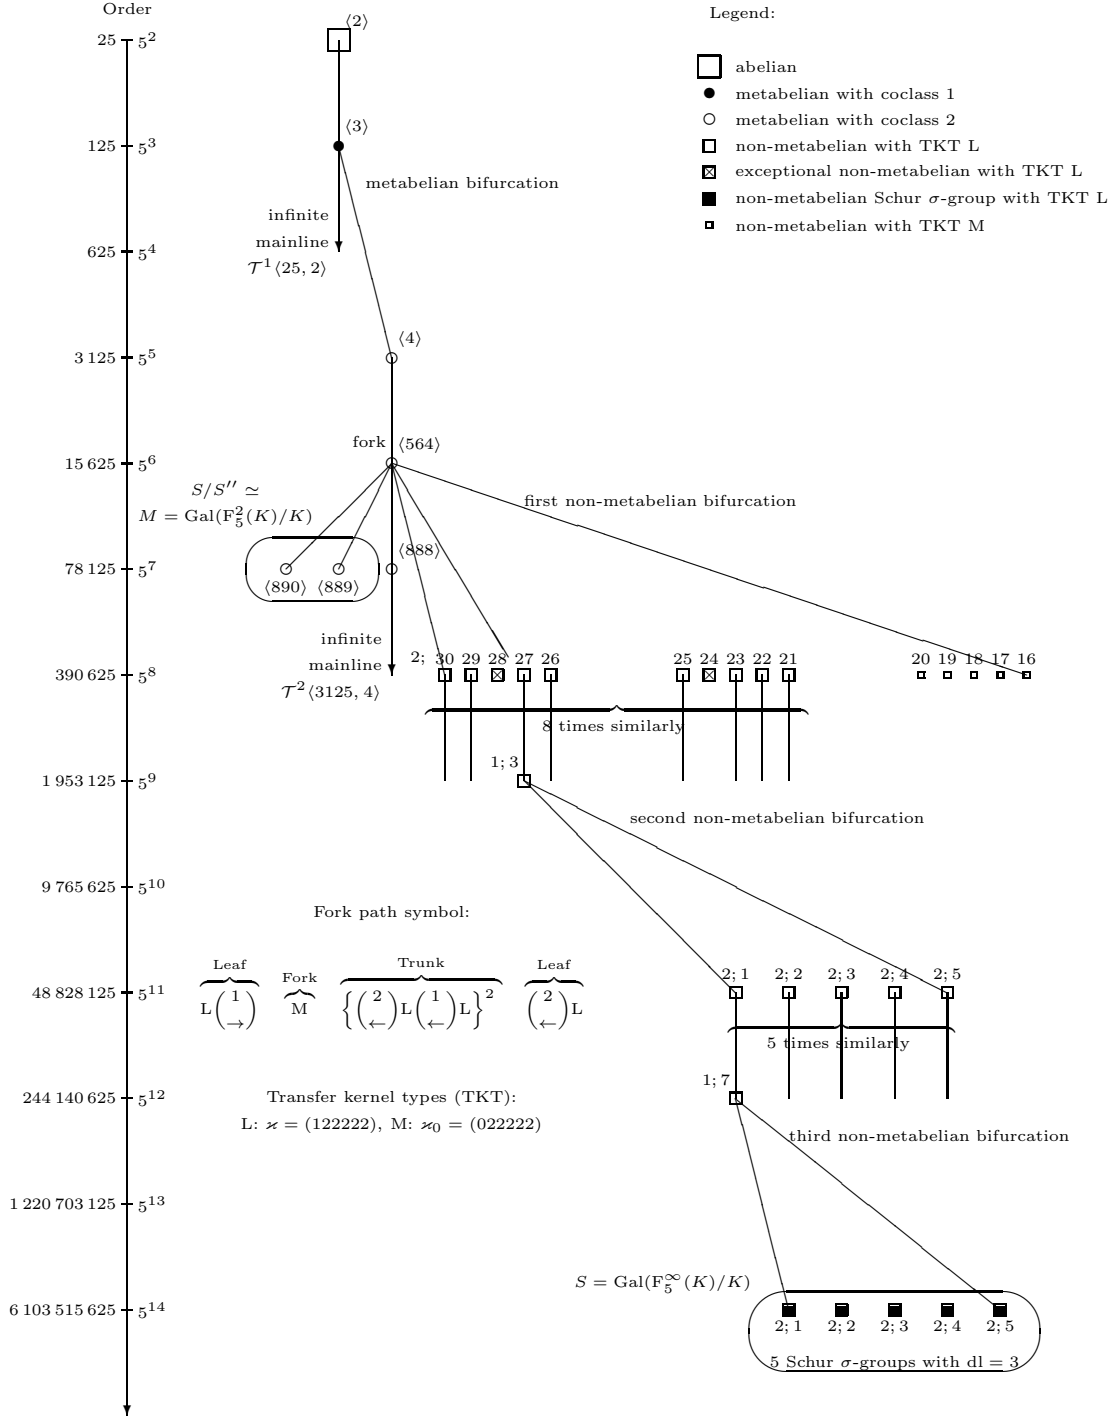 Order
25
5^2
⟨2⟩
125
5^3
⟨3⟩
metabelian bifurcation
infinite
mainline
𝒯^1⟨25, 2⟩
625
5^4
3 125
5^5
⟨4⟩
fork
⟨564⟩
15 625
5^6
S/S′′ ≃
M = Gal(F_5^2(K)/K)
first non-metabelian bifurcation
⟨888⟩
78 125
5^7
⟨890⟩ ⟨889⟩
infinite
mainline
𝒯^2⟨3125, 4⟩
2; 30 29 28 27 26 25 24 23 22 21 20 19 18 17 16
390 625
5^8
8 times similarly
1; 3
1 953 125
5^9
second non-metabelian bifurcation
9 765 625
5^10
Fork path symbol:
Leaf
Fork
Trunk
Leaf
L(1 →) M {(2 ←)L(1 ←)L}^2 (2 ←)L
2; 1 2; 2 2; 3 2; 4 2; 5
48 828 125
5^11
5 times similarly
1; 7
244 140 625
5^12
Transfer kernel types (TKT):
L: ϰ = (122222), M: ϰ_0 = (022222)
third non-metabelian bifurcation
1 220 703 125
5^13
S = Gal(F_5^∞(K)/K)
6 103 515 625
5^14
2; 1 2; 2 2; 3 2; 4 2; 5
5 Schur σ-groups with dl = 3
Legend:
abelian
metabelian with coclass 1
metabelian with coclass 2
non-metabelian with TKT L
exceptional non-metabelian with TKT L
non-metabelian Schur σ-group with TKT L
non-metabelian with TKT M